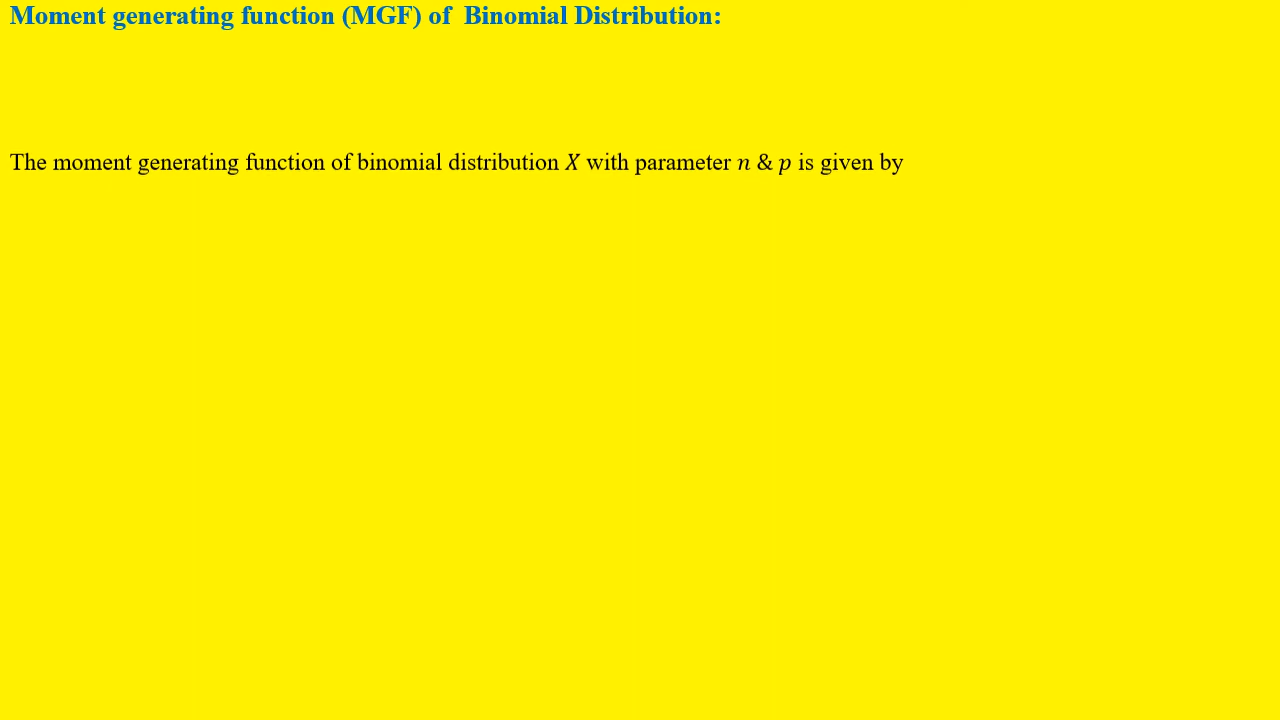 Moment generating function (MGF) of  Binomial Distribution:
The moment generating function of binomial distribution X with parameter n & p is given by